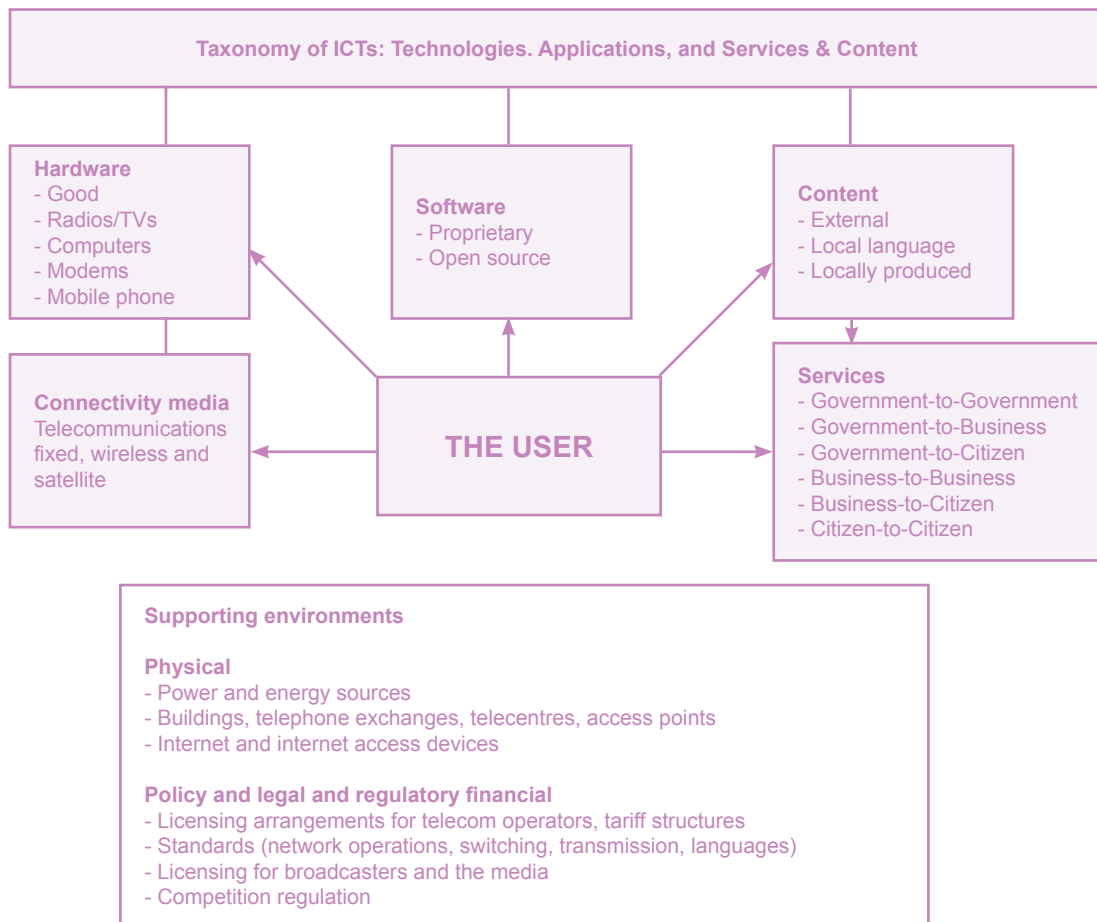 Taxonomy of ICTs: Technologies. Applications, and Services & Content
Hardware
- Good
- Radios/TVs
- Computers
- Modems
- Mobile phone
Software
- Proprietary
- Open source
Content
- External
- Local language
- Locally produced
Connectivity media
Telecommunications
fixed, wireless and
satellite
THE USER
Services
- Government-to-Government
- Government-to-Business
- Government-to-Citizen
- Business-to-Business
- Business-to-Citizen
- Citizen-to-Citizen
Supporting environments
Physical
- Power and energy sources
- Buildings, telephone exchanges, telecentres, access points
- Internet and internet access devices
Policy and legal and regulatory financial
- Licensing arrangements for telecom operators, tariff structures
- Standards (network operations, switching, transmission, languages)
- Licensing for broadcasters and the media
- Competition regulation